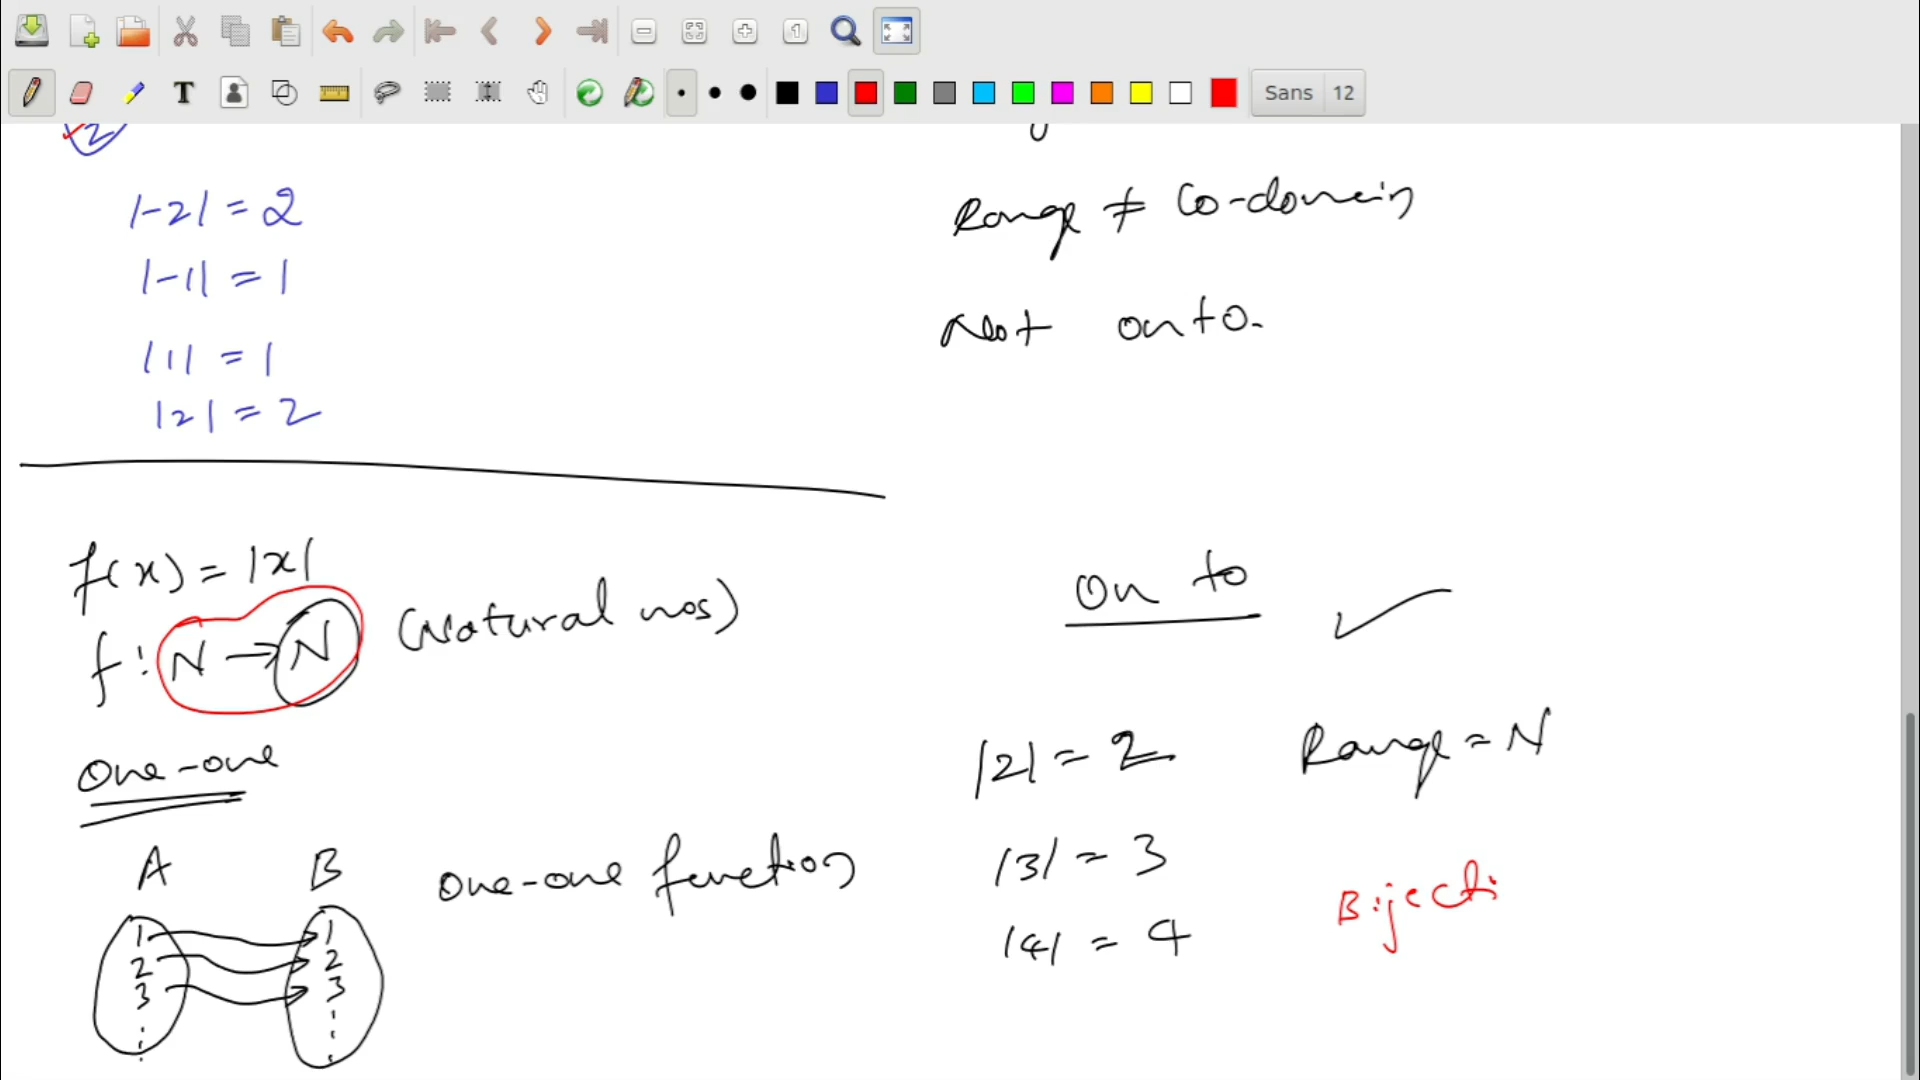 Sans 12
2
|-2| = 2
|-1| = 1
|1| = 1
|2| = 2
Range ≠ Co-domain
Not onto.
f(x) = |x|
f: N → N (Natural nos)
One-one
A B one-one function
1 1
2 2
3 3
On to ✓
|2| = 2 Range = N
|3| = 3
|4| = 4
Bijecti